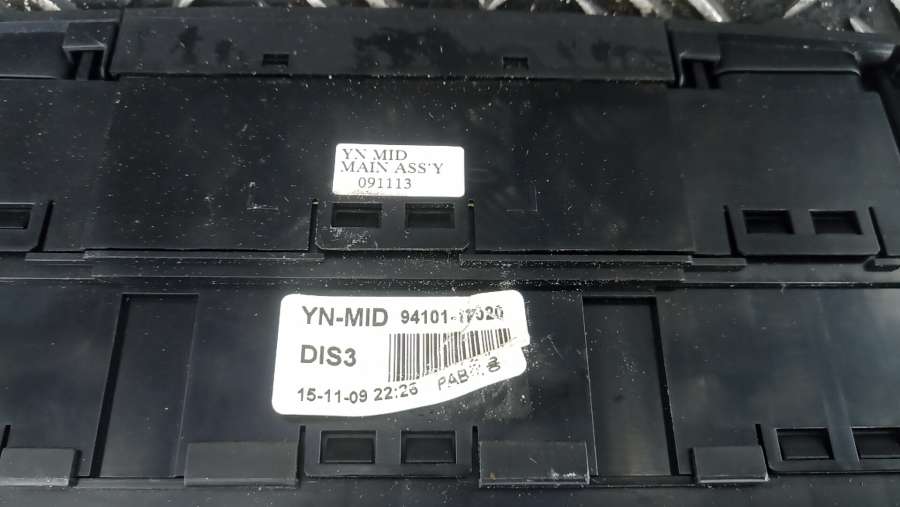 YN MID
MAIN ASS'Y
091113
YN-MID
DIS3
15-11-09 22:26